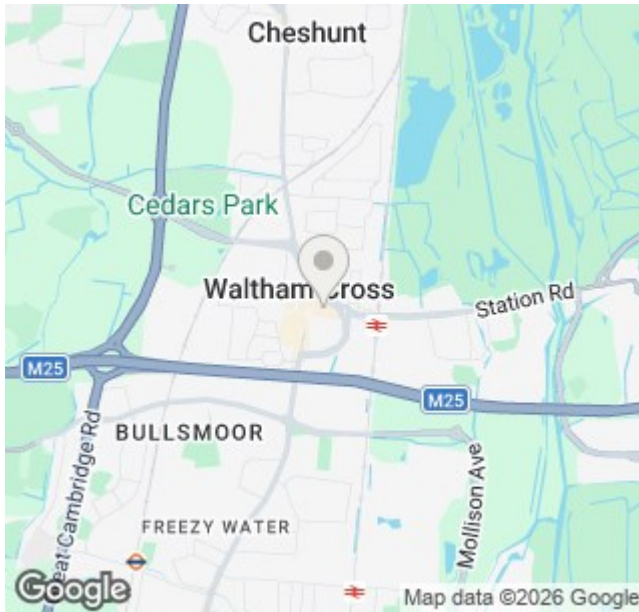 Cheshunt
Cedars Park
Waltham Cross
Station Rd
M25
M25
BULLSMOOR
eat Cambridge Rd
Mollison Ave
FREEZY WATER
Google
Map data ©2026 Google